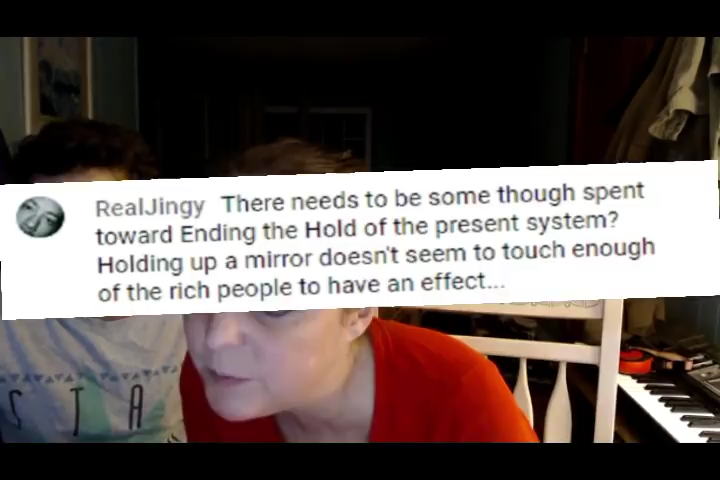 RealJingy There needs to be some though spent
toward Ending the Hold of the present system?
Holding up a mirror doesn't seem to touch enough
of the rich people to have an effect...
S T A